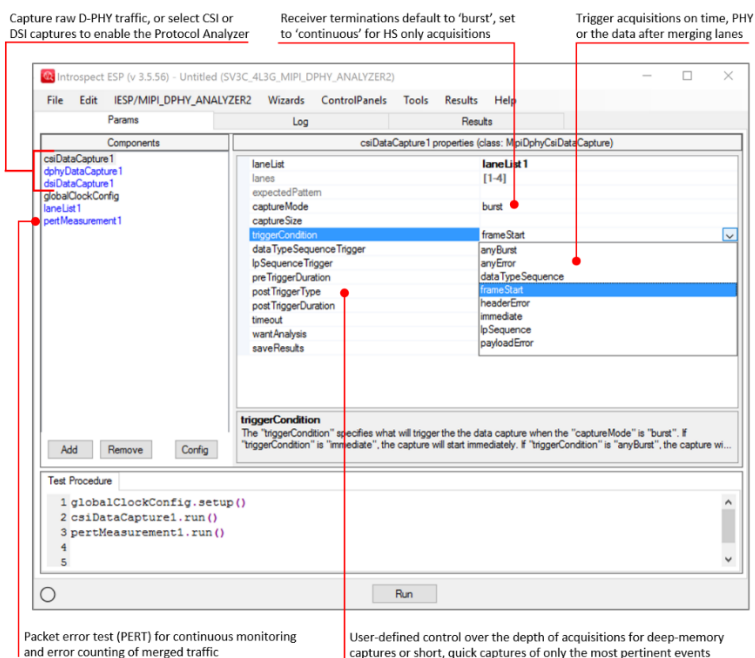 Capture raw D-PHY traffic, or select CSI or
DSI captures to enable the Protocol Analyzer
Receiver terminations default to ‘burst’, set
to ‘continuous’ for HS only acquisitions
Trigger acquisitions on time, PHY
or the data after merging lanes
Introspect ESP (v 3.5.56) - Untitled (SV3C_4L3G_MIPI_DPHY_ANALYZER2)
File Edit IESP/MIPI_DPHY_ANALYZER2 Wizards ControlPanels Tools Results Help
Params Log Results
Components
csiDataCapture1
dphyDataCapture1
dsiDataCapture1
globalClockConfig
laneList1
pertMeasurement1
Add Remove Config
csiDataCapture1 properties (class: MipiDphyCsiDataCapture)
laneList laneList1
lanes [1-4]
expectedPattern
captureMode burst
captureSize
triggerCondition frameStart
dataTypeSequenceTrigger
lpSequenceTrigger
preTriggerDuration
postTriggerType
postTriggerDuration
timeout
wantAnalysis
saveResults
anyBurst
anyError
dataTypeSequence
frameStart
headerError
immediate
lpSequence
payloadError
triggerCondition
The "triggerCondition" specifies what will trigger the the data capture when the "captureMode" is "burst". If
"triggerCondition" is "immediate", the capture will start immediately. If "triggerCondition" is "anyBurst", the capture wi...
Test Procedure
1 globalClockConfig.setup()
2 csiDataCapture1.run()
3 pertMeasurement1.run()
4
5
Run
Packet error test (PERT) for continuous monitoring
and error counting of merged traffic
User-defined control over the depth of acquisitions for deep-memory
captures or short, quick captures of only the most pertinent events